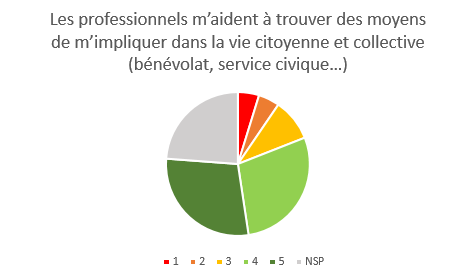 Les professionnels m’aident à trouver des moyens
de m’impliquer dans la vie citoyenne et collective
(bénévolat, service civique…)
1 2 3 4 5 NSP